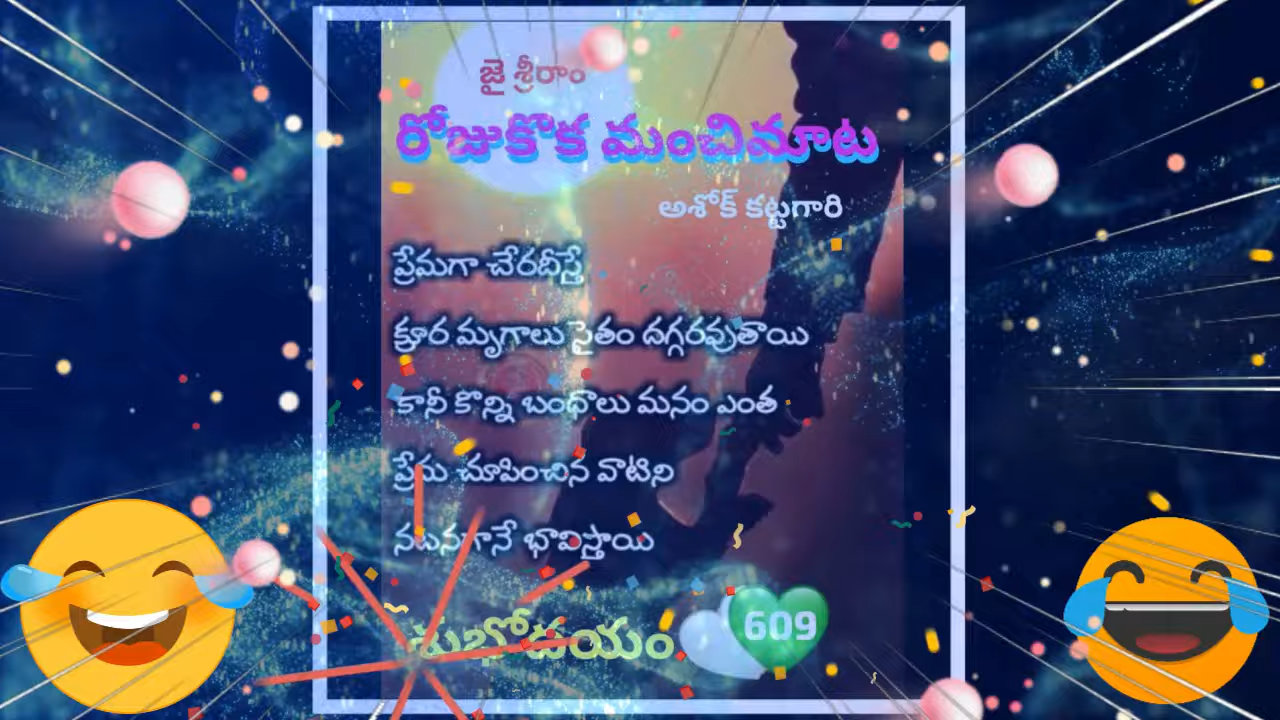 జై శ్రీరాం
రోజుకొక మంచిమాట
అశోక్ కట్టగారి
ప్రేమగా చేరదీస్తే
క్రూర మృగాలు సైతం దగ్గరవుతాయి
కానీ కొన్ని బంధాలు మనం ఎంత
ప్రేమ చూపించిన వాటిని
నటనగానే భావిస్తాయి
శుభోదయం
609